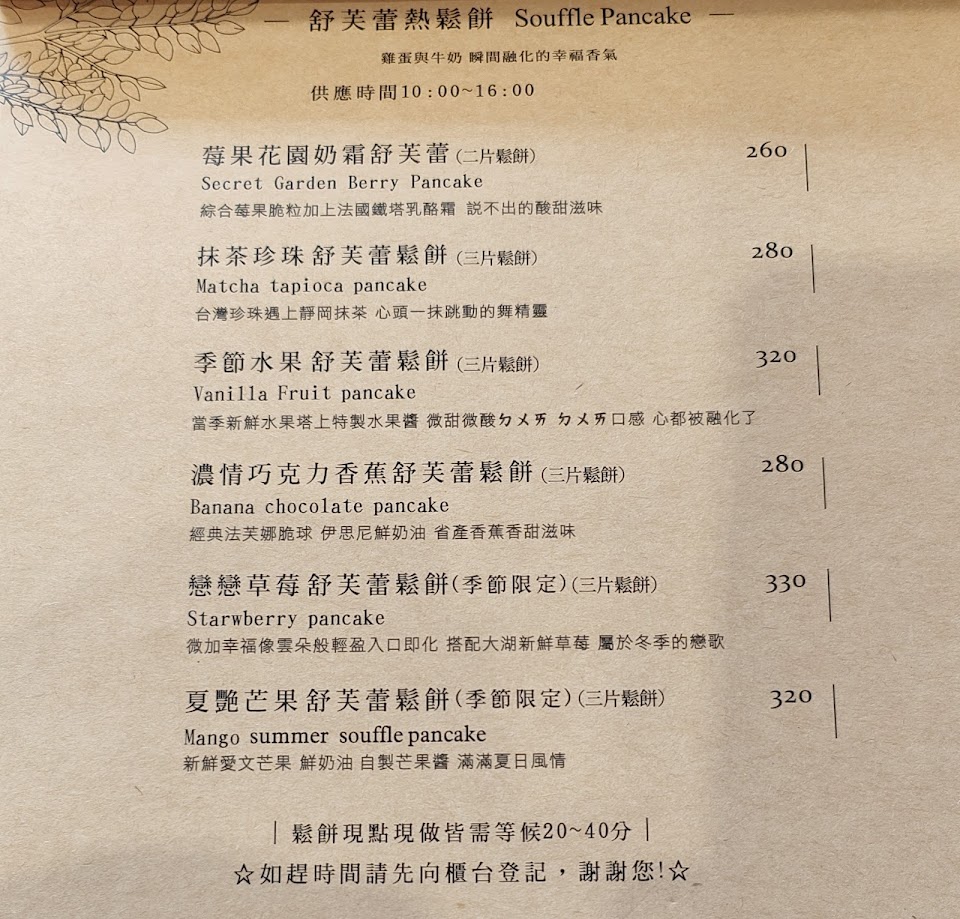 — 舒芙蕾熱鬆餅 Souffle Pancake —
雞蛋與牛奶 瞬間融化的幸福香氣
供應時間10:00~16:00
莓果花園奶霜舒芙蕾(二片鬆餅) 260
Secret Garden Berry Pancake
綜合莓果脆粒加上法國鐵塔乳酪霜 説不出的酸甜滋味
抹茶珍珠舒芙蕾鬆餅(三片鬆餅) 280
Matcha tapioca pancake
台灣珍珠遇上靜岡抹茶 心頭一抹跳動的舞精靈
季節水果舒芙蕾鬆餅(三片鬆餅) 320
Vanilla Fruit pancake
當季新鮮水果塔上特製水果醬 微甜微酸ㄉㄨㄞ ㄉㄨㄞ口感 心都被融化了
濃情巧克力香蕉舒芙蕾鬆餅(三片鬆餅) 280
Banana chocolate pancake
經典法芙娜脆球 伊思尼鮮奶油 省產香蕉香甜滋味
戀戀草莓舒芙蕾鬆餅(季節限定)(三片鬆餅) 330
Starwberry pancake
微加幸福像雲朵般輕盈入口即化 搭配大湖新鮮草莓 屬於冬季的戀歌
夏艷芒果舒芙蕾鬆餅(季節限定)(三片鬆餅) 320
Mango summer souffle pancake
新鮮愛文芒果 鮮奶油 自製芒果醬 滿滿夏日風情
| 鬆餅現點現做皆需等候20~40分 |
☆如趕時間請先向櫃台登記，謝謝您!☆